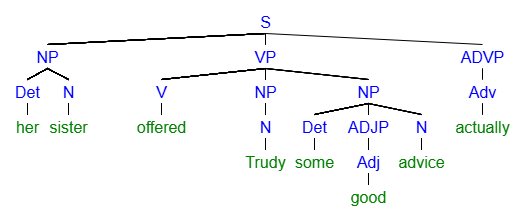 S
NP VP ADVP
Det N V NP NP Adv
her sister offered N Det ADJP N actually
Trudy some Adj advice
good